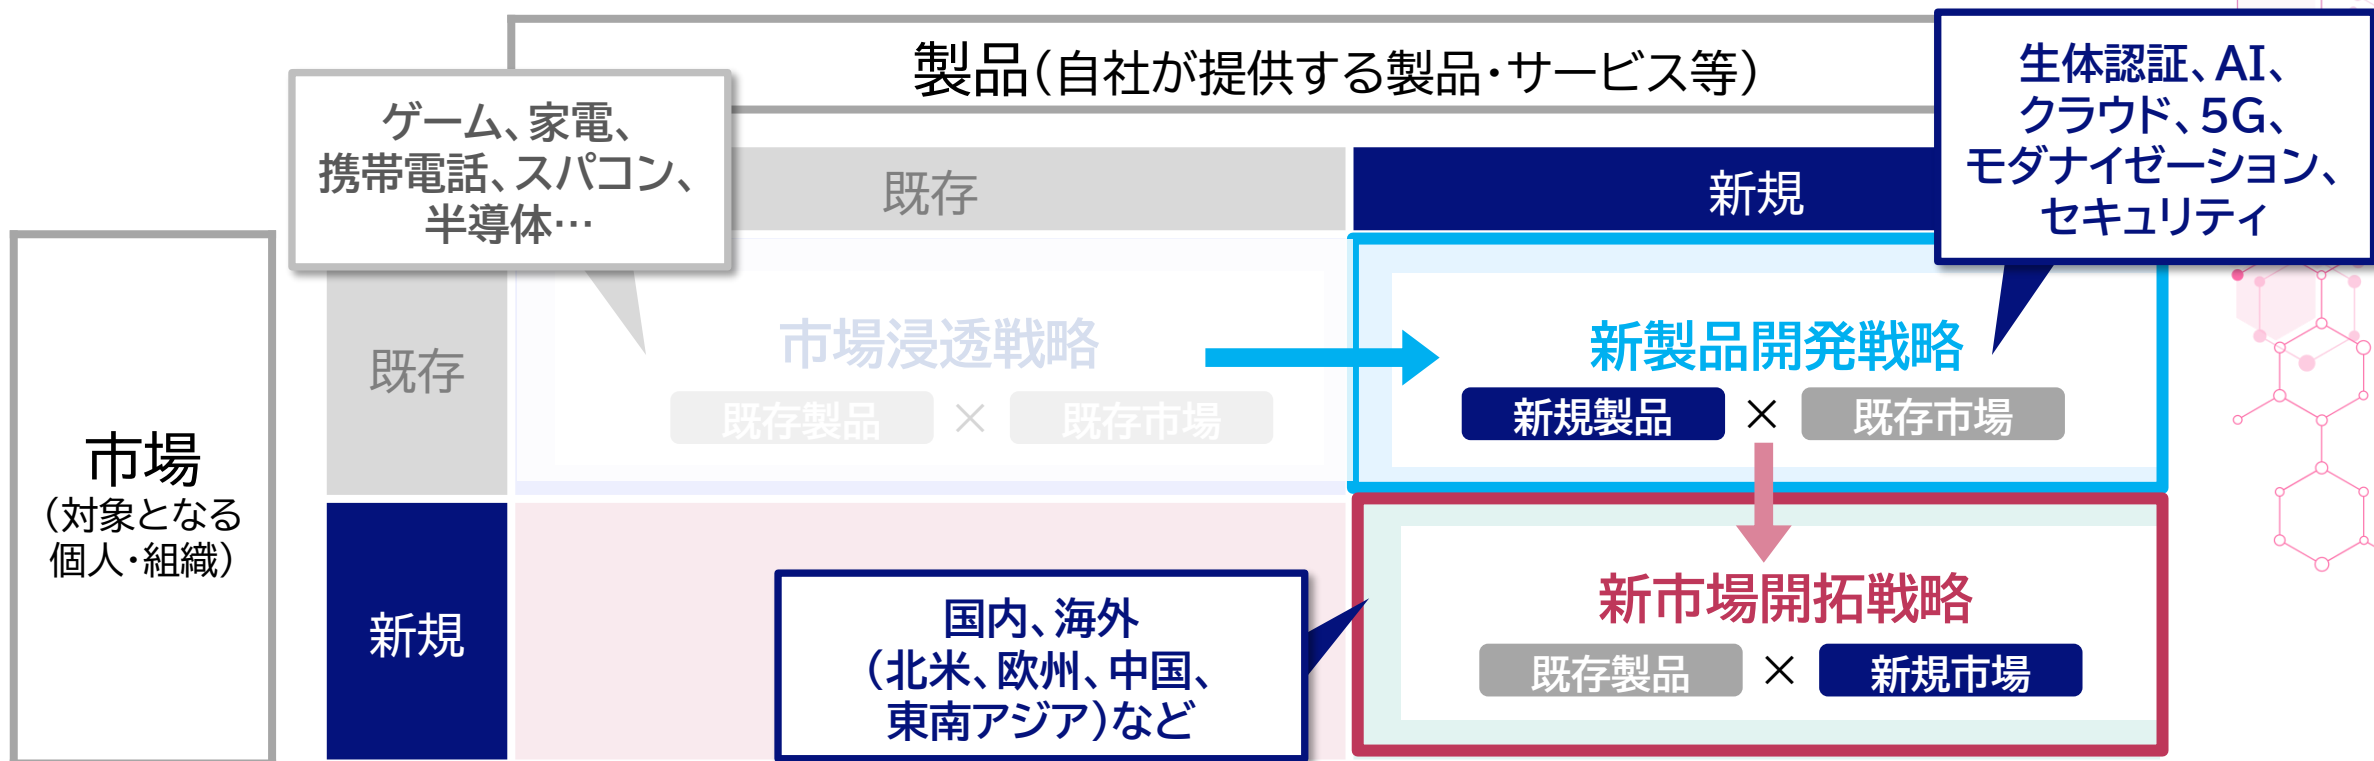 製品（自社が提供する製品・サービス等）
生体認証、AI、
クラウド、5G、
モダナイゼーション、
セキュリティ
ゲーム、家電、
携帯電話、スパコン、
半導体…
既存
新規
既存
市場浸透戦略
既存製品 × 既存市場
新製品開発戦略
新規製品 × 既存市場
市場
（対象となる
個人・組織）
新規
国内、海外
（北米、欧州、中国、
東南アジア）など
新市場開拓戦略
既存製品 × 新規市場